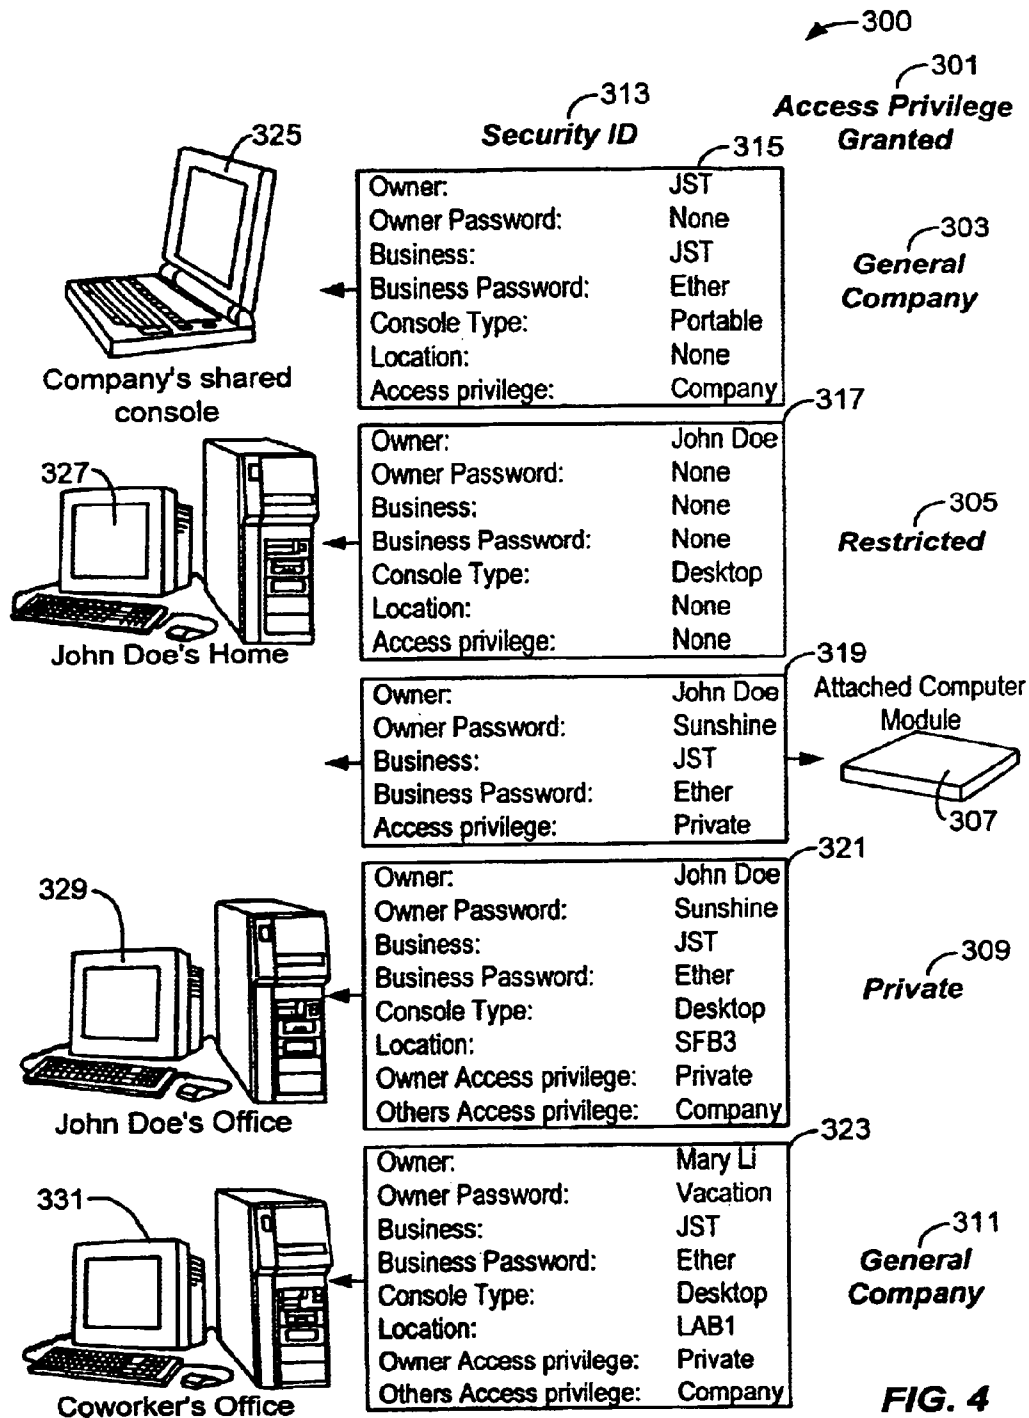 300
301
Access Privilege
Granted
313
Security ID
325
Company's shared
console
315
Owner: JST
Owner Password: None
Business: JST
Business Password: Ether
Console Type: Portable
Location: None
Access privilege: Company
303
General
Company
327
John Doe's Home
317
Owner: John Doe
Owner Password: None
Business: None
Business Password: None
Console Type: Desktop
Location: None
Access privilege: None
305
Restricted
319
Owner: John Doe
Owner Password: Sunshine
Business: JST
Business Password: Ether
Access privilege: Private
Attached Computer
Module
307
329
John Doe's Office
321
Owner: John Doe
Owner Password: Sunshine
Business: JST
Business Password: Ether
Console Type: Desktop
Location: SFB3
Owner Access privilege: Private
Others Access privilege: Company
309
Private
331
Coworker's Office
323
Owner: Mary Li
Owner Password: Vacation
Business: JST
Business Password: Ether
Console Type: Desktop
Location: LAB1
Owner Access privilege: Private
Others Access privilege: Company
311
General
Company
FIG. 4